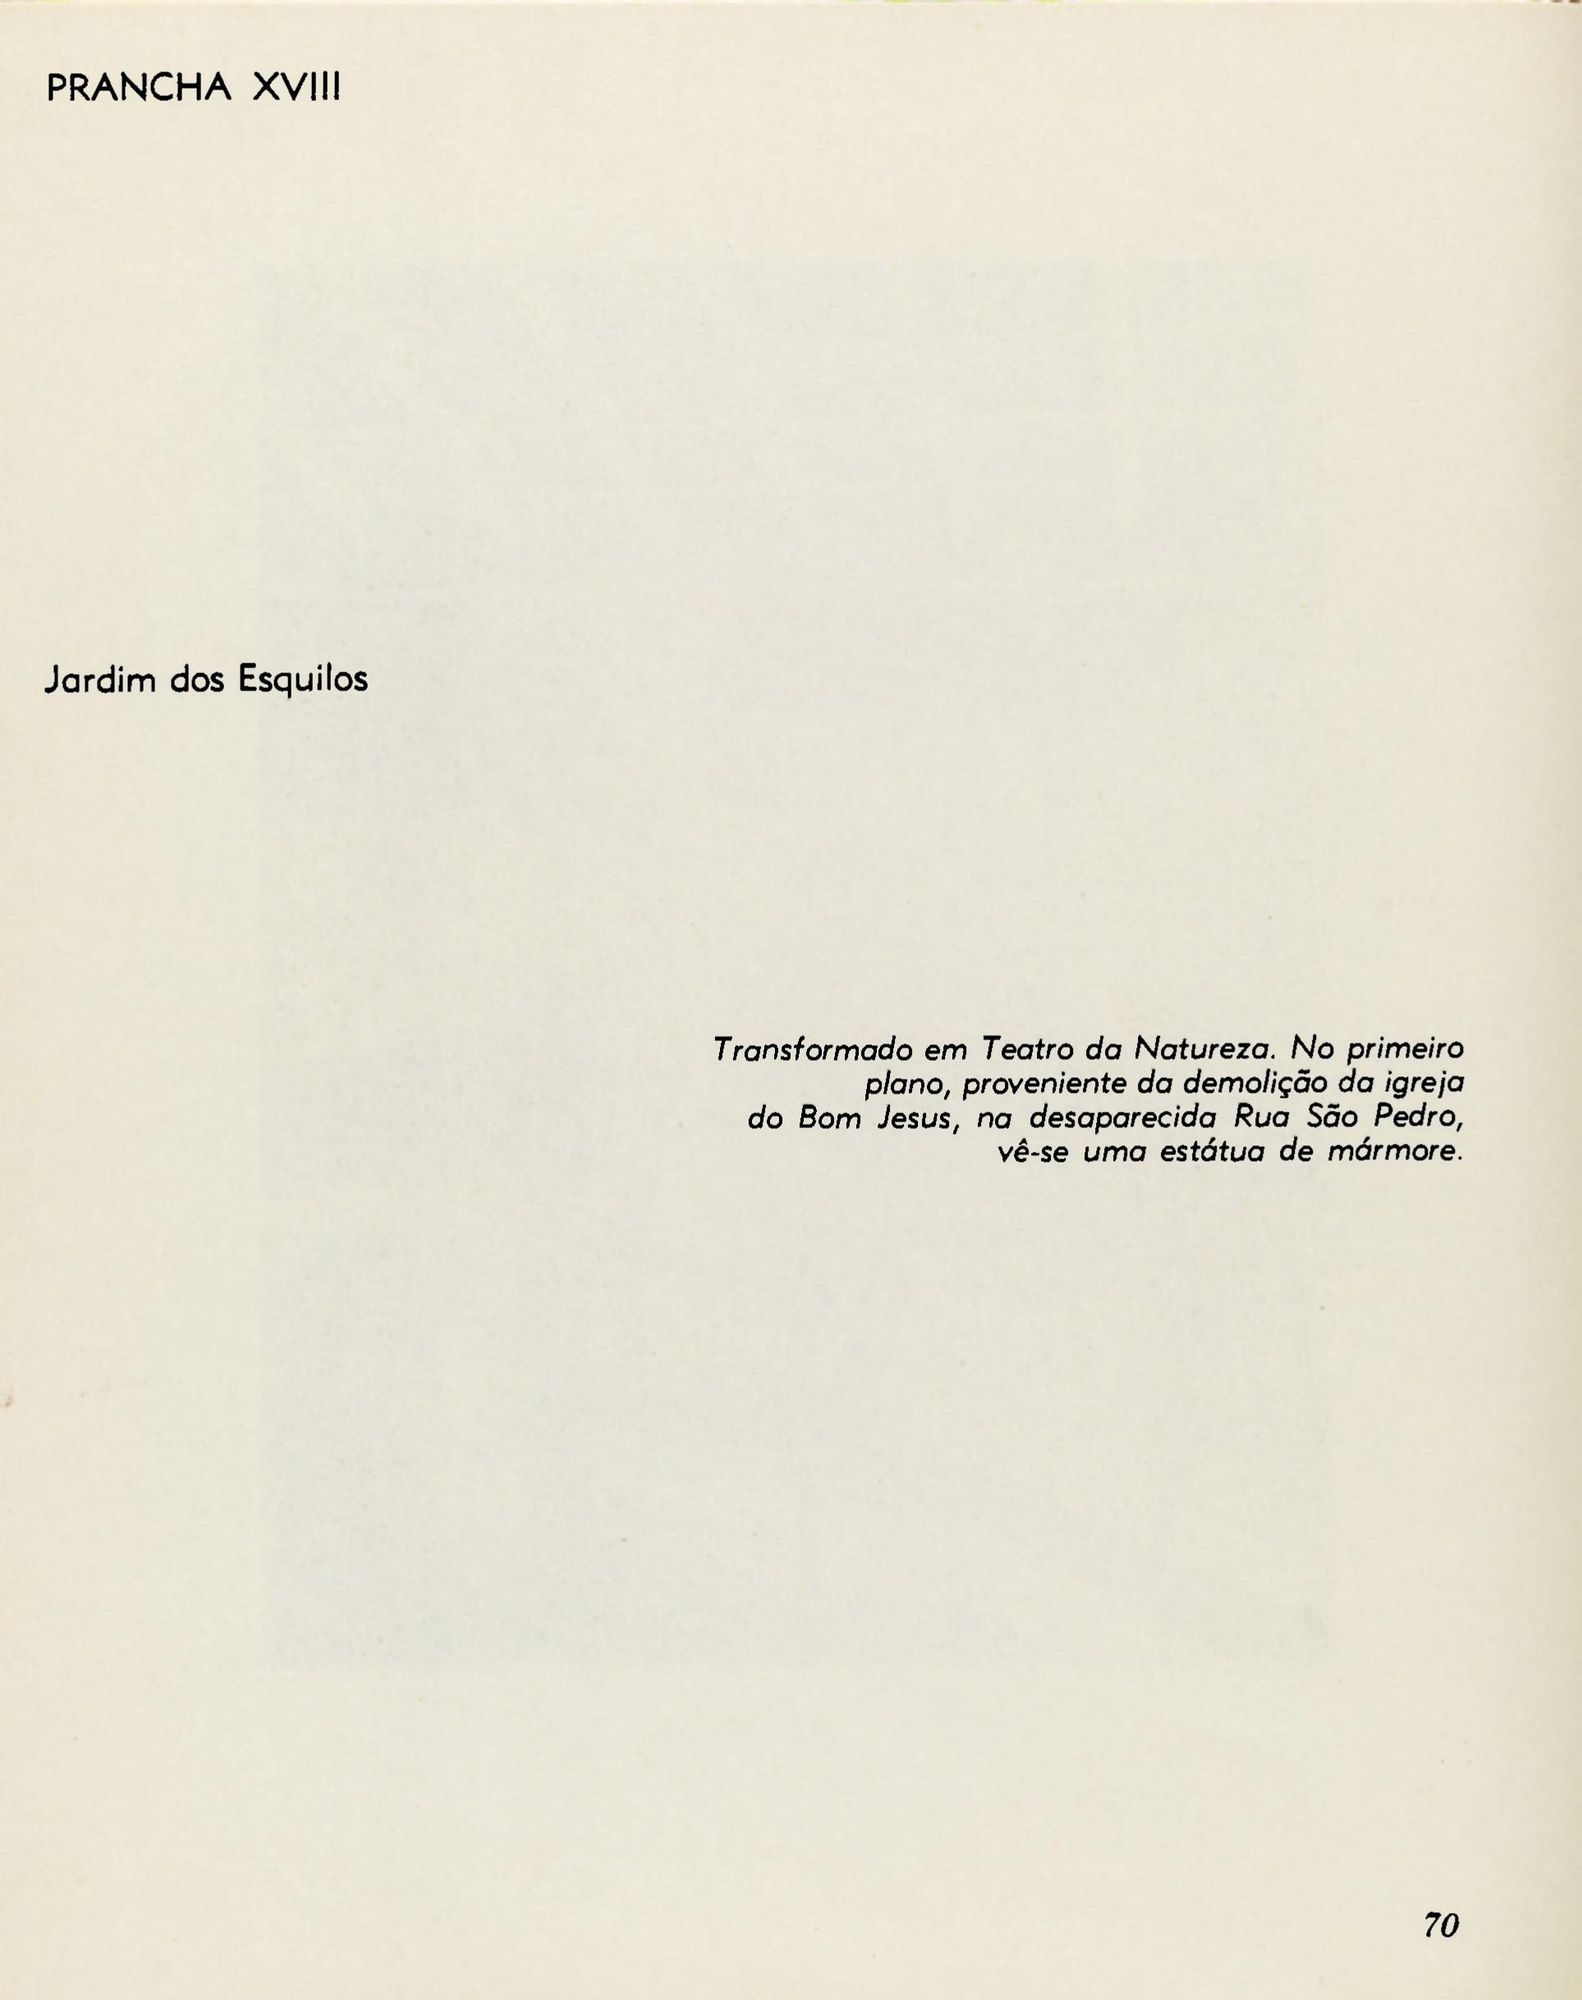 PRANCHA XVIII
Jardim dos Esquilos
Transformado em Teatro da Natureza. No primeiro
plano, proveniente da demolição da igreja
do Bom Jesus, na desaparecida Rua São Pedro,
vê-se uma estátua de mármore.
70